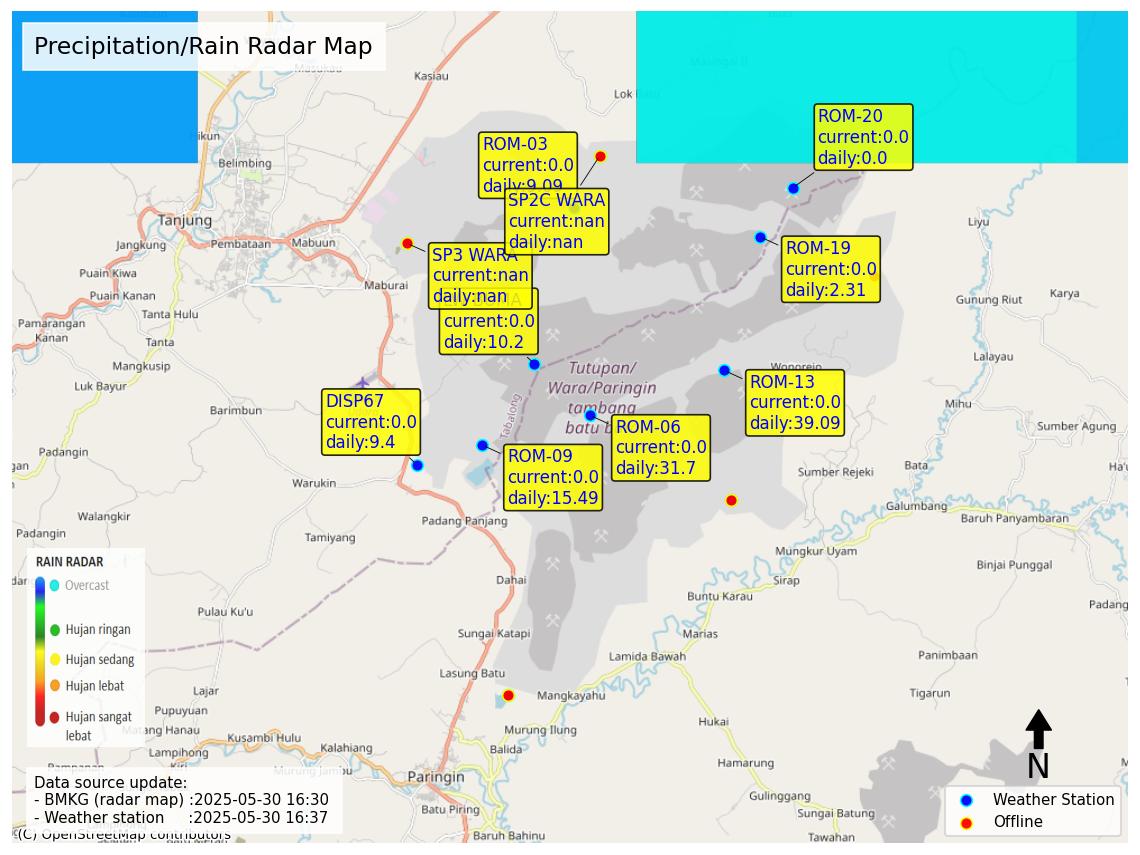 Precipitation/Rain Radar Map
Masukau
Kasiau
Lok
Hikun
Belimbing
Tanjung
Jangkung
Pembataan
Mabuun
Puain Kiwa
Puain Kanan
Maburai
Tanta Hulu
Pamarangan
Kanan
Tanta
Mangkusip
Luk Bayur
Barimbun
Padangin
Warukin
Walangkir
Padangin
Tamiyang
Padang Panjang
Tabalong
Dahai
Pulau Ku'u
Sungai Katapi
Lasung Batu
Lajar
Pupuyuan
Matang Hanau
Lampihong
Kusambi Hulu
Kalahiang
Murung Jambu
Paringin
Balida
Batu Piring
Baruh Bahinu
Mangkayahu
Murung Ilung
Lamida Bawah
Marias
Buntu Karau
Sirap
Mungkur Uyam
Galumbang
Baruh Panyambaran
Binjai Punggal
Padang
Panimbaan
Tigarun
Hukai
Hamarung
Gulinggang
Sungai Batung
Tawahan
Sumber Rejeki
Bata
Sumber Agung
Mihu
Lalayau
Gunung Riut
Karya
Liyu
Wonorejo
Tutupan/
Wara/Paringin
tambang
batu b
ROM-03
current:0.0
daily:9.09
SP2C WARA
current:nan
daily:nan
ROM-20
current:0.0
daily:0.0
ROM-19
current:0.0
daily:2.31
SP3 WARA
current:nan
daily:nan
current:0.0
daily:10.2
ROM-13
current:0.0
daily:39.09
DISP67
current:0.0
daily:9.4
ROM-06
current:0.0
daily:31.7
ROM-09
current:0.0
daily:15.49
RAIN RADAR
Overcast
Hujan ringan
Hujan sedang
Hujan lebat
Hujan sangat
lebat
Data source update:
- BMKG (radar map) :2025-05-30 16:30
- Weather station :2025-05-30 16:37
(C) OpenStreetMap contributors
N
Weather Station
Offline